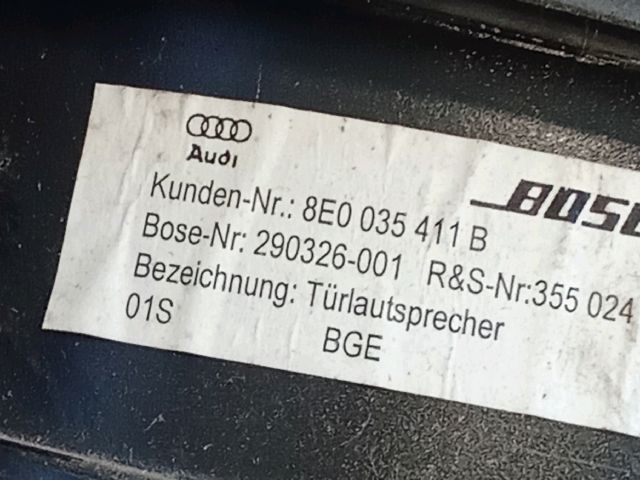 Audi
BOSE
Kunden-Nr.: 8E0 035 411 B
Bose-Nr: 290326-001 R&S-Nr:355 024
Bezeichnung: Türlautsprecher
01S BGE